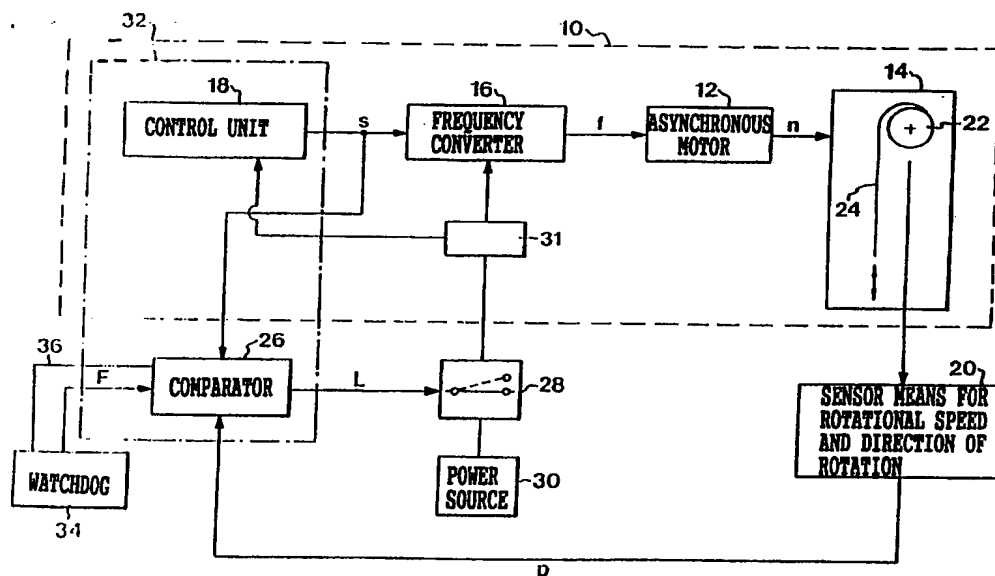 32
10
18
CONTROL UNIT
s
16
FREQUENCY
CONVERTER
f
12
ASYNCHRONOUS
MOTOR
n
14
22
24
31
36
F
26
COMPARATOR
L
28
20
SENSOR MEANS FOR
ROTATIONAL SPEED
AND DIRECTION OF
ROTATION
WATCHDOG
34
POWER
SOURCE
30
p